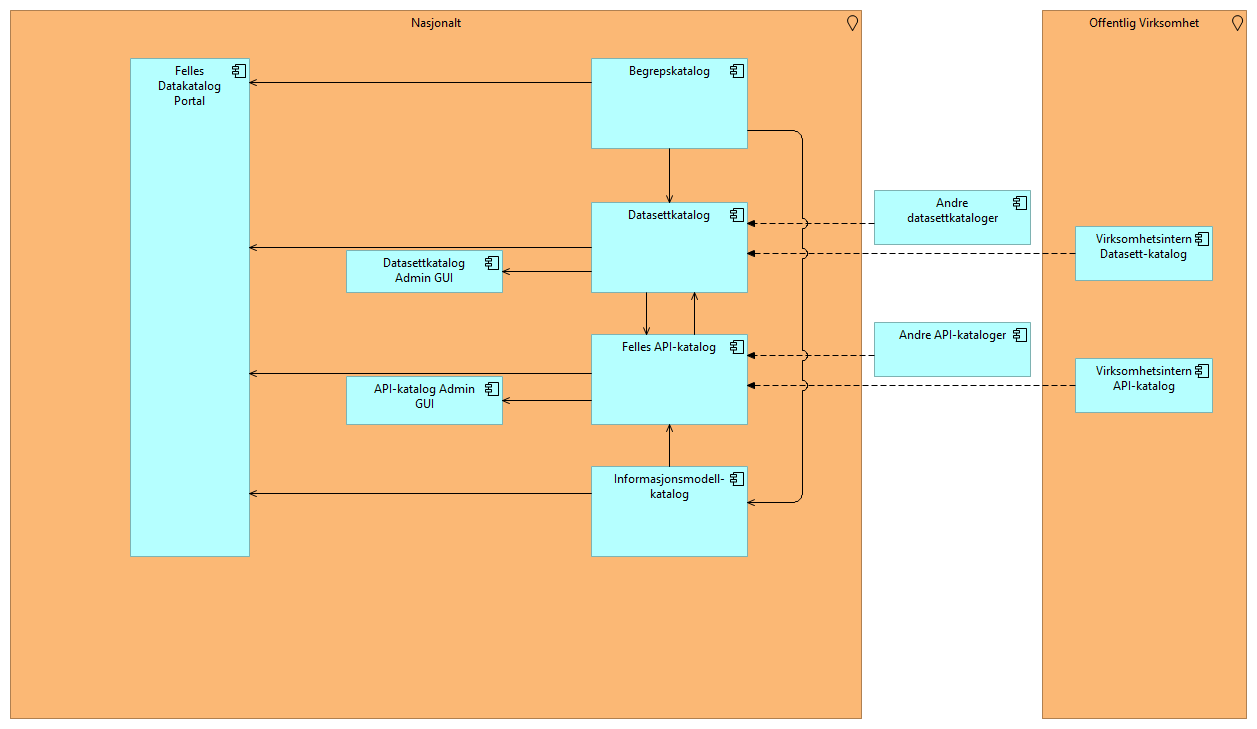 Nasjonalt
Offentlig Virksomhet
Felles
Datakatalog
Portal
Begrepskatalog
Datasettkatalog
Datasettkatalog
Admin GUI
Andre
datasettkataloger
Virksomhetsintern
Datasett-katalog
Felles API-katalog
API-katalog Admin
GUI
Andre API-kataloger
Virksomhetsintern
API-katalog
Informasjonsmodell-
katalog